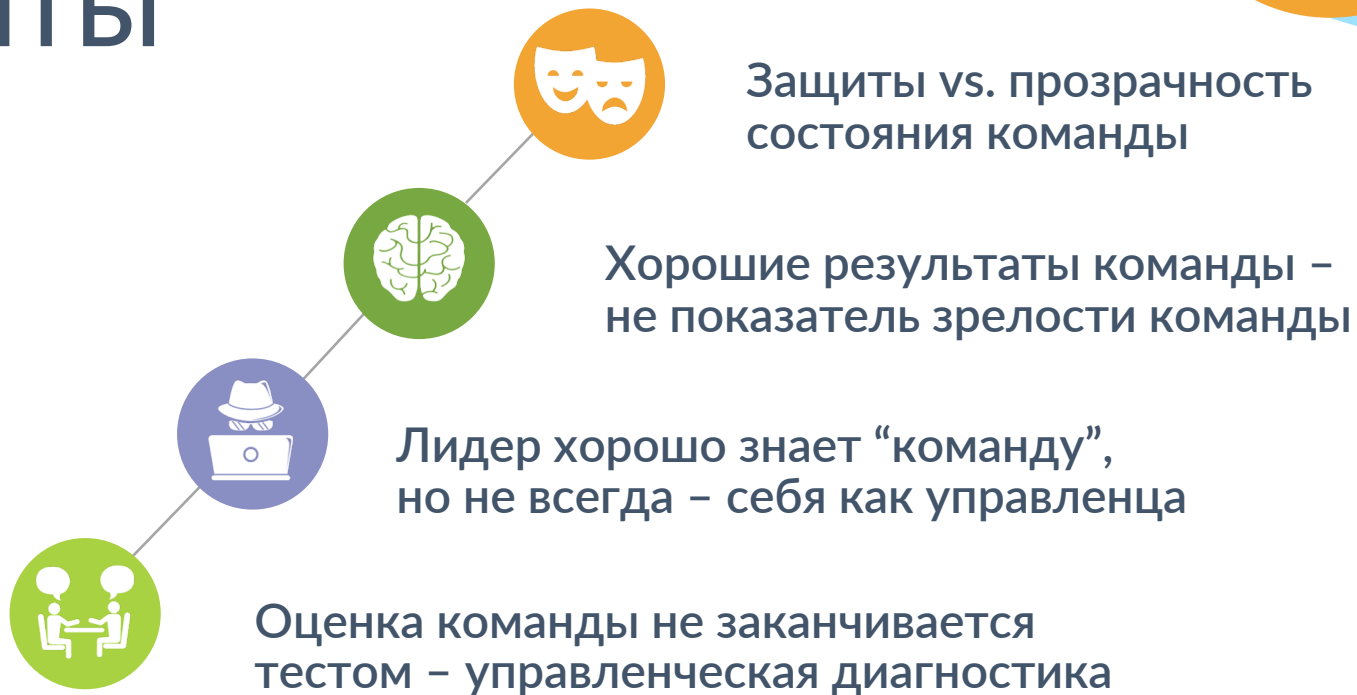 Защиты vs. прозрачность
состояния команды
Хорошие результаты команды –
не показатель зрелости команды
Лидер хорошо знает “команду”,
но не всегда – себя как управленца
Оценка команды не заканчивается
тестом – управленческая диагностика